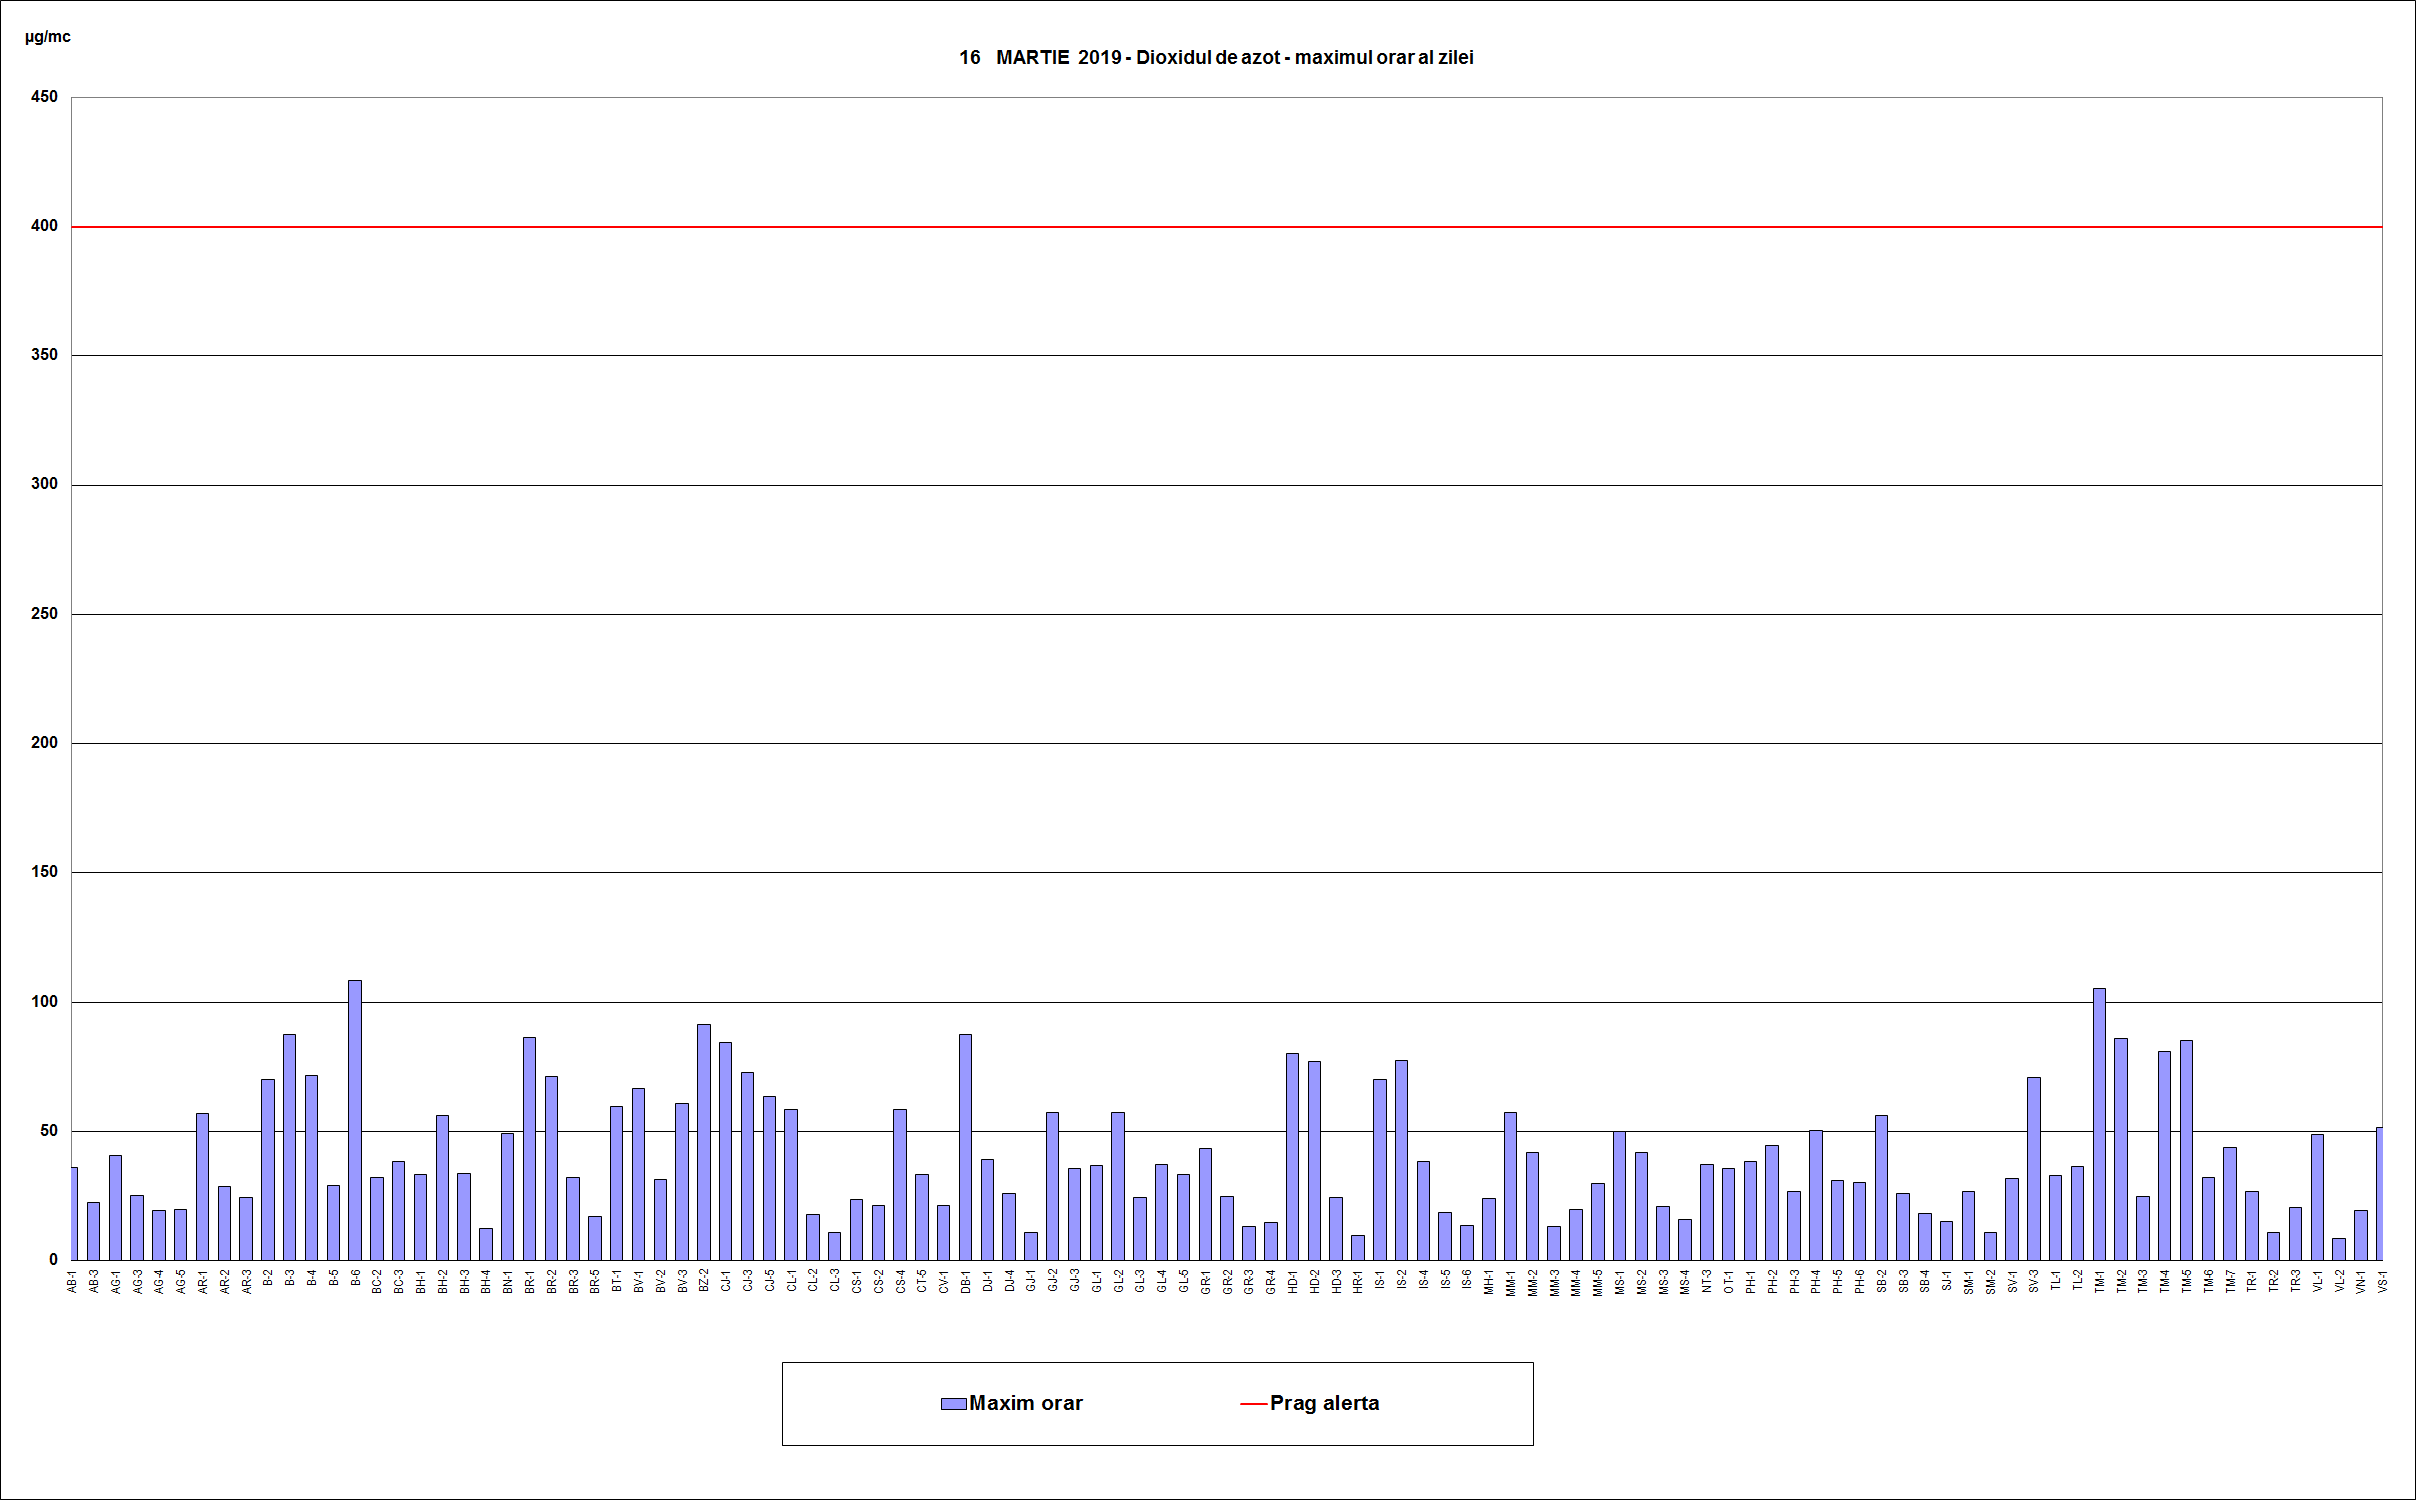 µg/mc
16 MARTIE 2019 - Dioxidul de azot - maximul orar al zilei
450
400
350
300
250
200
150
100
50
0
AB-1 AB-3 AG-1 AG-3 AG-4 AG-5 AR-1 AR-2 AR-3 B-2 B-3 B-4 B-5 B-6 BC-2 BC-3 BH-1 BH-2 BH-3 BH-4 BN-1 BR-1 BR-2 BR-3 BR-5 BT-1 BV-1 BV-2 BV-3 BZ-2 CJ-1 CJ-3 CJ-5 CL-1 CL-2 CL-3 CS-1 CS-2 CS-4 CT-5 CV-1 DB-1 DJ-1 DJ-4 GJ-1 GJ-2 GJ-3 GL-1 GL-2 GL-3 GL-4 GL-5 GR-1 GR-2 GR-3 GR-4 HD-1 HD-2 HD-3 HR-1 IS-1 IS-2 IS-4 IS-5 IS-6 MH-1 MM-1 MM-2 MM-3 MM-4 MM-5 MS-1 MS-2 MS-3 MS-4 NT-3 OT-1 PH-1 PH-2 PH-3 PH-4 PH-5 PH-6 SB-2 SB-3 SB-4 SJ-1 SM-1 SM-2 SV-1 SV-3 TL-1 TL-2 TM-1 TM-2 TM-3 TM-4 TM-5 TM-6 TM-7 TR-1 TR-2 TR-3 VL-1 VL-2 VN-1 VS-1
Maxim orar Prag alerta